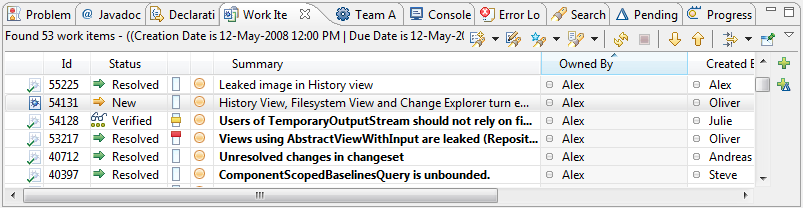 Problem @ Javadoc Declarati Work Ite Team A Console Error Lo Search Pending Progress
Found 53 work items - ((Creation Date is 12-May-2008 12:00 PM | Due Date is 12-May-20
Id Status Summary Owned By Created B
55225 Resolved Leaked image in History view Alex Alex
54131 New History View, Filesystem View and Change Explorer turn e... Alex Oliver
54128 Verified Users of TemporaryOutputStream should not rely on fi... Alex Julie
53217 Resolved Views using AbstractViewWithInput are leaked (Reposit... Alex Oliver
40712 Resolved Unresolved changes in changeset Alex Andreas
40397 Resolved ComponentScopedBaselinesQuery is unbounded. Alex Steve